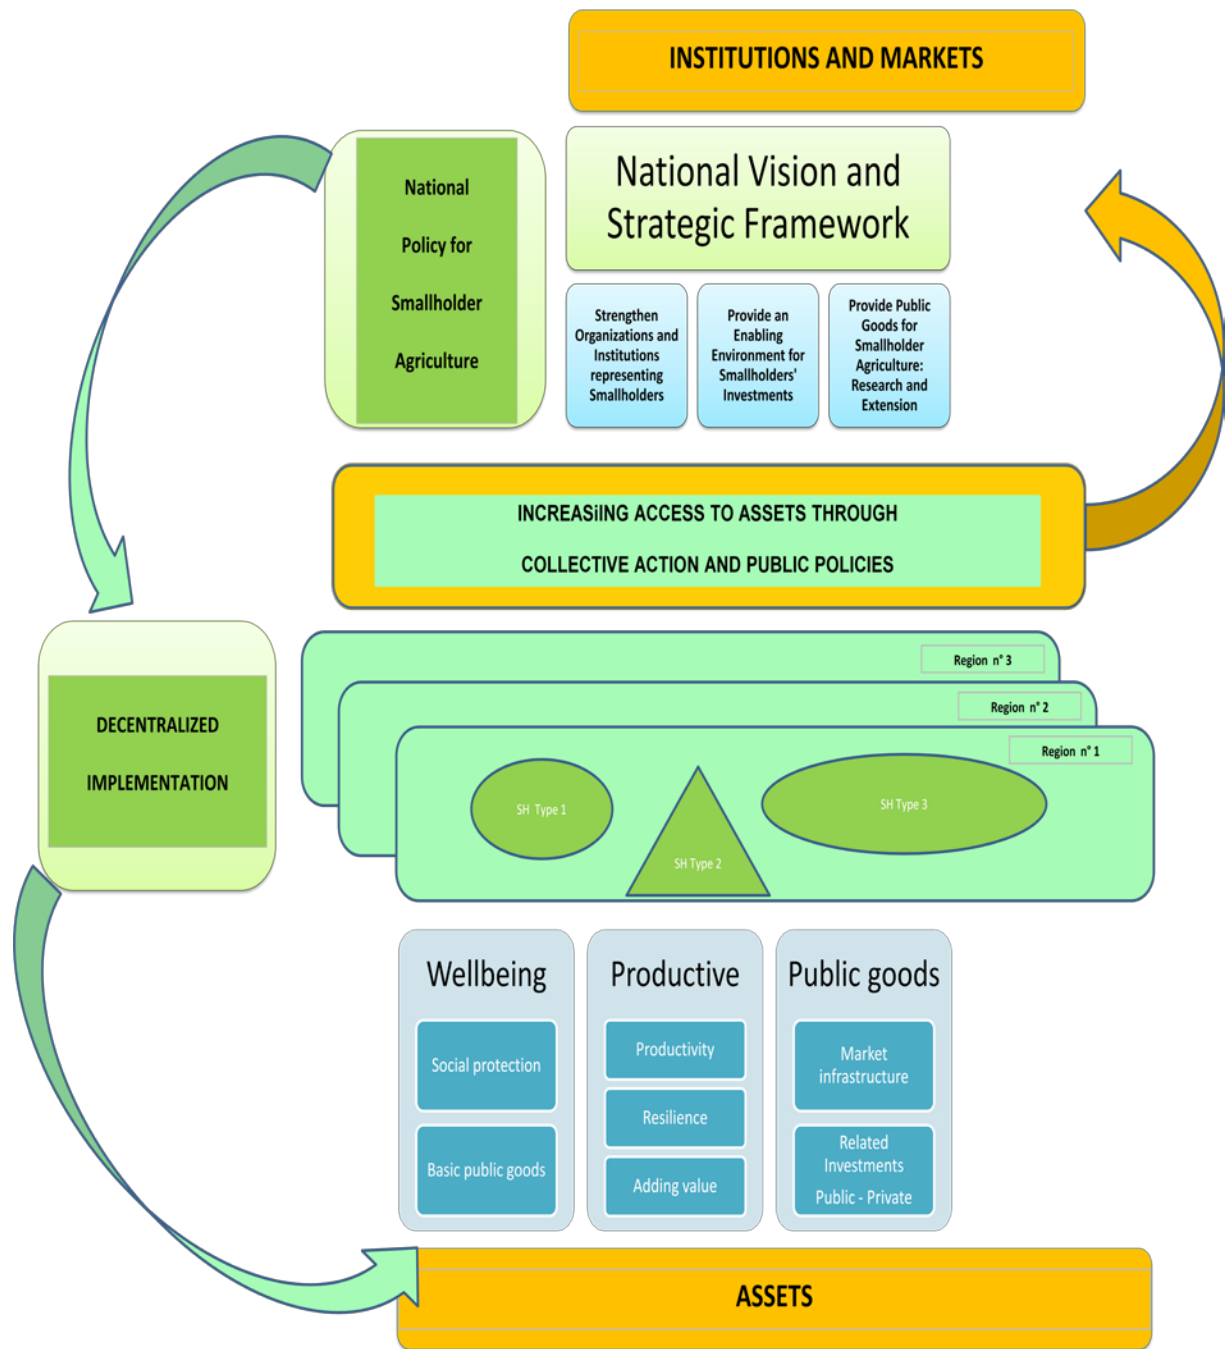 INSTITUTIONS AND MARKETS
National
Policy for
Smallholder
Agriculture
National Vision and
Strategic Framework
Strengthen
Organizations and
Institutions
representing
Smallholders
Provide an
Enabling
Environment for
Smallholders'
Investments
Provide Public
Goods for
Smallholder
Agriculture:
Research and
Extension
INCREASiING ACCESS TO ASSETS THROUGH
COLLECTIVE ACTION AND PUBLIC POLICIES
DECENTRALIZED
IMPLEMENTATION
Region n° 3
Region n° 2
Region n° 1
SH Type 1
SH Type 2
SH Type 3
Wellbeing
Social protection
Basic public goods
Productive
Productivity
Resilience
Adding value
Public goods
Market
infrastructure
Related
Investments
Public - Private
ASSETS